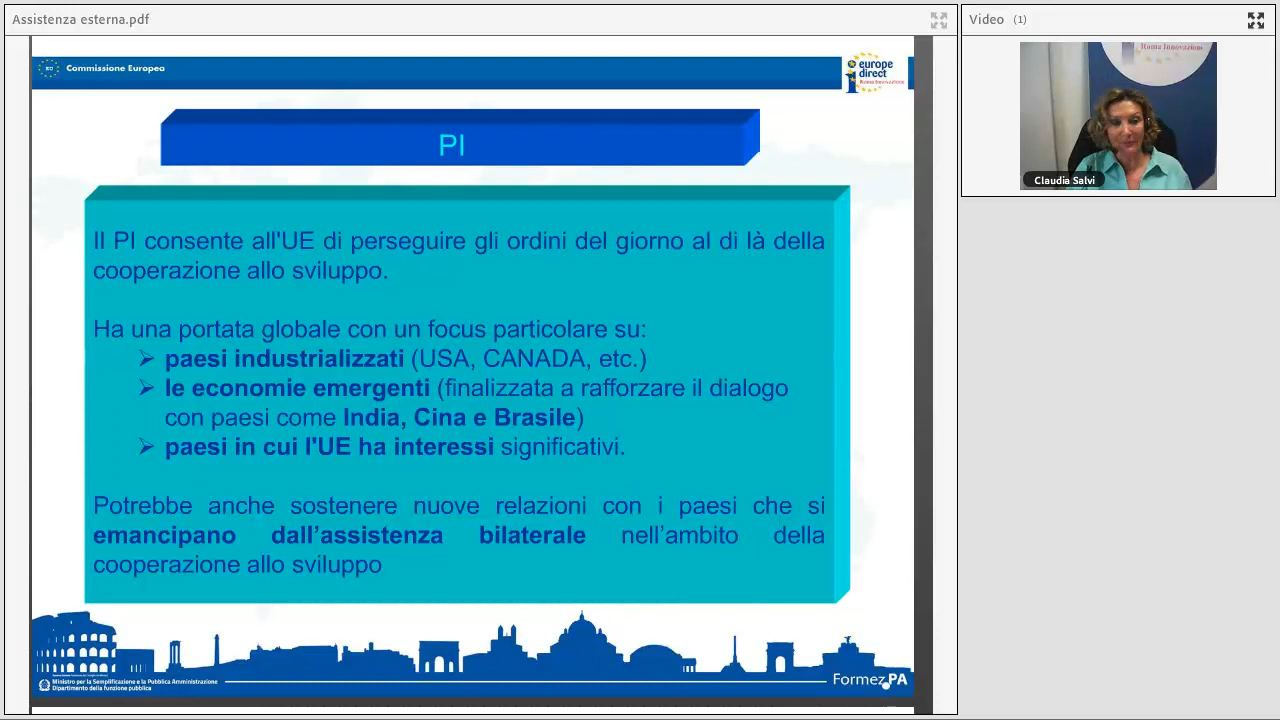 Assistenza esterna.pdf
Video (1)
Commissione Europea
europe
direct
Roma Innovazione
Roma Innovazione
Claudia Salvi
PI
Il PI consente all'UE di perseguire gli ordini del giorno al di là della
cooperazione allo sviluppo.
Ha una portata globale con un focus particolare su:
➢ paesi industrializzati (USA, CANADA, etc.)
➢ le economie emergenti (finalizzata a rafforzare il dialogo
con paesi come India, Cina e Brasile)
➢ paesi in cui l'UE ha interessi significativi.
Potrebbe anche sostenere nuove relazioni con i paesi che si
emancipano dall’assistenza bilaterale nell’ambito della
cooperazione allo sviluppo
Ministro per la Semplificazione e la Pubblica Amministrazione
Dipartimento della funzione pubblica
FormezPA